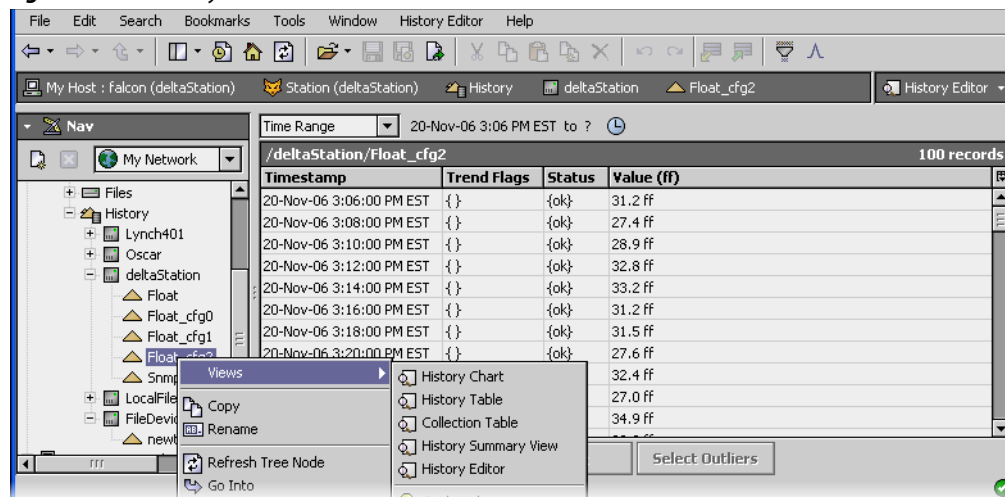 File Edit Search Bookmarks Tools Window History Editor Help
My Host : falcon (deltaStation) Station (deltaStation) History deltaStation Float_cfg2 History Editor
Nav
My Network
Time Range 20-Nov-06 3:06 PM EST to ?
/deltaStation/Float_cfg2 100 records
Timestamp Trend Flags Status Value (ff)
20-Nov-06 3:06:00 PM EST { } {ok} 31.2 ff
20-Nov-06 3:08:00 PM EST { } {ok} 27.4 ff
20-Nov-06 3:10:00 PM EST { } {ok} 28.9 ff
20-Nov-06 3:12:00 PM EST { } {ok} 32.8 ff
20-Nov-06 3:14:00 PM EST { } {ok} 33.2 ff
20-Nov-06 3:16:00 PM EST { } {ok} 31.2 ff
20-Nov-06 3:18:00 PM EST { } {ok} 31.5 ff
20-Nov-06 3:20:00 PM EST { } {ok} 27.6 ff
32.4 ff
27.0 ff
34.9 ff
Files
History
Lynch401
Oscar
deltaStation
Float
Float_cfg0
Float_cfg1
Float_cfg2
Snmp
LocalFile
FileDevic
Views
Copy
Rename
Refresh Tree Node
Go Into
History Chart
History Table
Collection Table
History Summary View
History Editor
Select Outliers